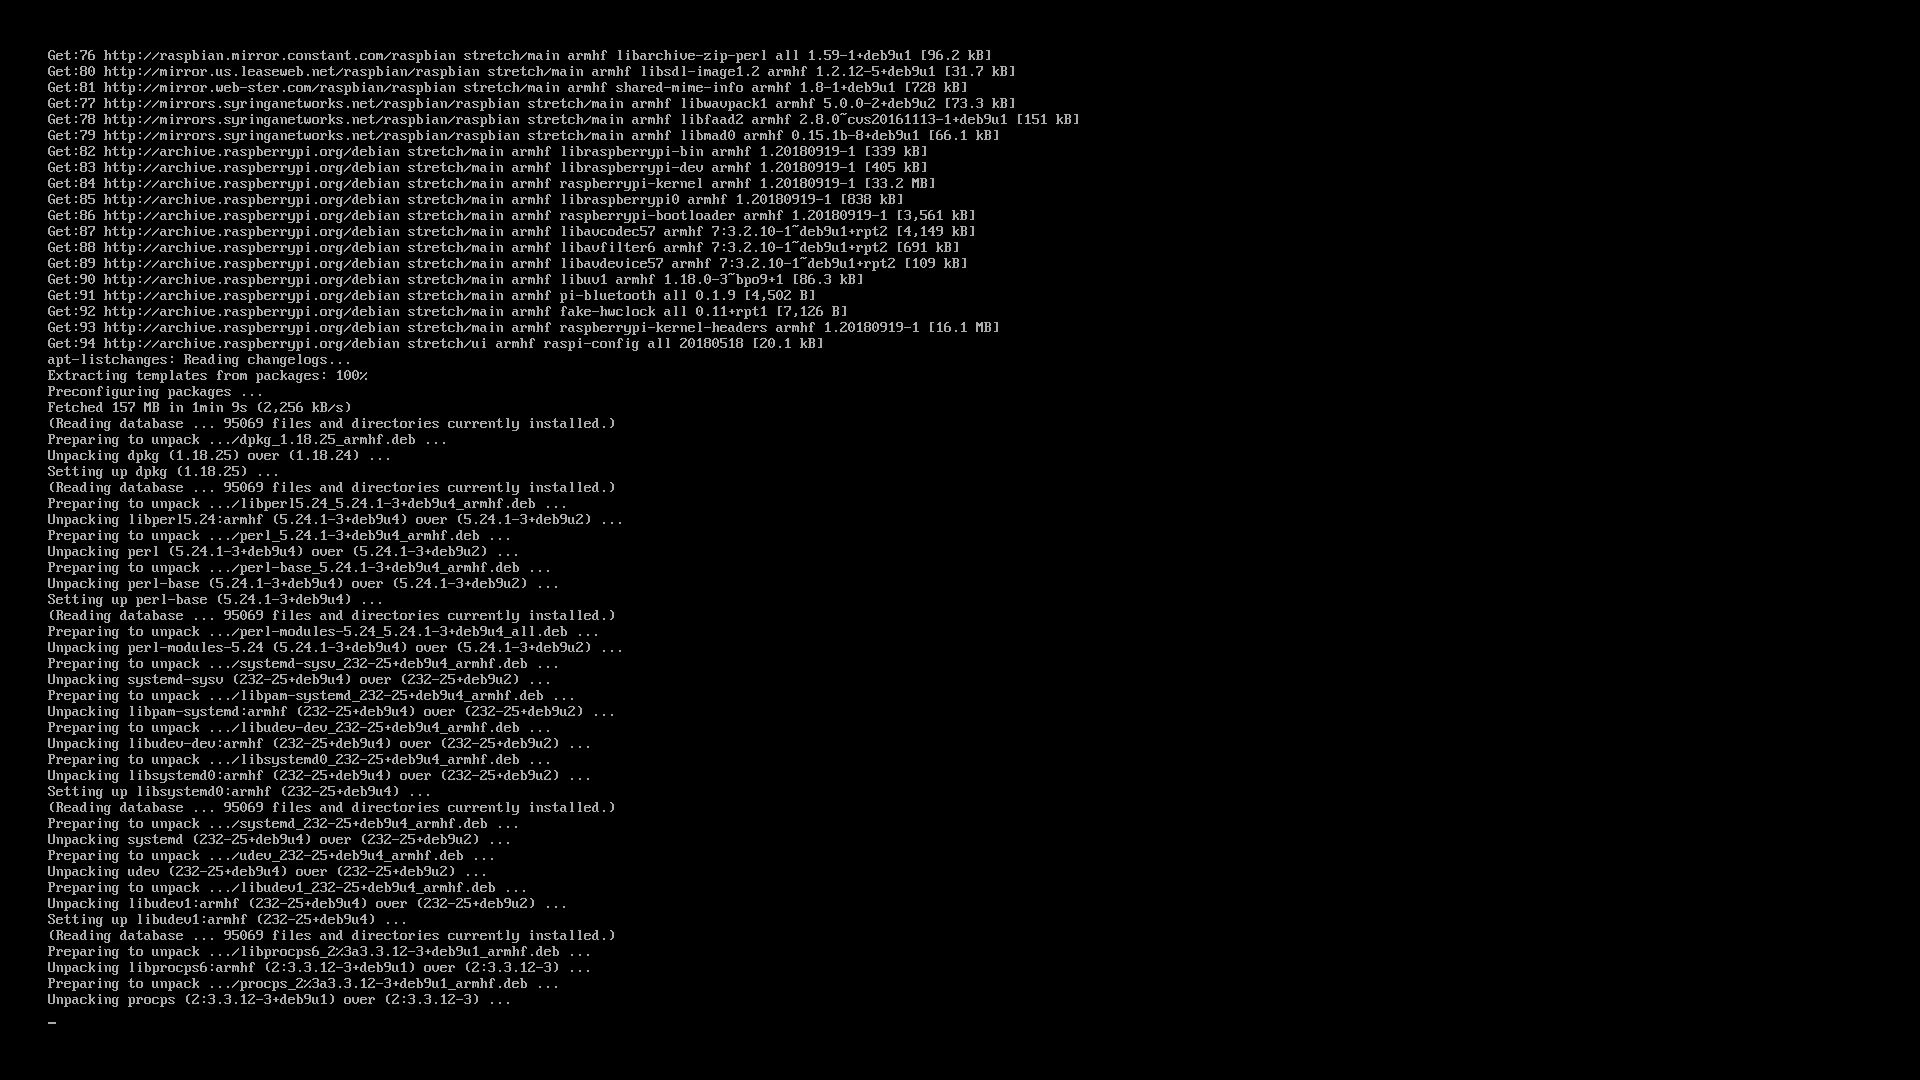 Get:76 http://raspbian.mirror.constant.com/raspbian stretch/main armhf libarchive-zip-perl all 1.59-1+deb9u1 [96.2 kB]
Get:80 http://mirror.us.leaseweb.net/raspbian/raspbian stretch/main armhf libsdl-image1.2 armhf 1.2.12-5+deb9u1 [31.7 kB]
Get:81 http://mirror.web-ster.com/raspbian/raspbian stretch/main armhf shared-mime-info armhf 1.8-1+deb9u1 [728 kB]
Get:77 http://mirrors.syringanetworks.net/raspbian/raspbian stretch/main armhf libwavpack1 armhf 5.0.0-2+deb9u2 [73.3 kB]
Get:78 http://mirrors.syringanetworks.net/raspbian/raspbian stretch/main armhf libfaad2 armhf 2.8.0~cvs20161113-1+deb9u1 [151 kB]
Get:79 http://mirrors.syringanetworks.net/raspbian/raspbian stretch/main armhf libmad0 armhf 0.15.1b-8+deb9u1 [66.1 kB]
Get:82 http://archive.raspberrypi.org/debian stretch/main armhf libraspberrypi-bin armhf 1.20180919-1 [339 kB]
Get:83 http://archive.raspberrypi.org/debian stretch/main armhf libraspberrypi-dev armhf 1.20180919-1 [405 kB]
Get:84 http://archive.raspberrypi.org/debian stretch/main armhf raspberrypi-kernel armhf 1.20180919-1 [33.2 MB]
Get:85 http://archive.raspberrypi.org/debian stretch/main armhf libraspberrypi0 armhf 1.20180919-1 [838 kB]
Get:86 http://archive.raspberrypi.org/debian stretch/main armhf raspberrypi-bootloader armhf 1.20180919-1 [3,561 kB]
Get:87 http://archive.raspberrypi.org/debian stretch/main armhf libavcodec57 armhf 7:3.2.10-1~deb9u1+rpt2 [4,149 kB]
Get:88 http://archive.raspberrypi.org/debian stretch/main armhf libavfilter6 armhf 7:3.2.10-1~deb9u1+rpt2 [691 kB]
Get:89 http://archive.raspberrypi.org/debian stretch/main armhf libavdevice57 armhf 7:3.2.10-1~deb9u1+rpt2 [109 kB]
Get:90 http://archive.raspberrypi.org/debian stretch/main armhf libuv1 armhf 1.18.0-3~bpo9+1 [86.3 kB]
Get:91 http://archive.raspberrypi.org/debian stretch/main armhf pi-bluetooth all 0.1.9 [4,502 B]
Get:92 http://archive.raspberrypi.org/debian stretch/main armhf fake-hwclock all 0.11+rpt1 [7,126 B]
Get:93 http://archive.raspberrypi.org/debian stretch/main armhf raspberrypi-kernel-headers armhf 1.20180919-1 [16.1 MB]
Get:94 http://archive.raspberrypi.org/debian stretch/ui armhf raspi-config all 20180518 [20.1 kB]
apt-listchanges: Reading changelogs...
Extracting templates from packages: 100%
Preconfiguring packages ...
Fetched 157 MB in 1min 9s (2,256 kB/s)
(Reading database ... 95069 files and directories currently installed.)
Preparing to unpack .../dpkg_1.18.25_armhf.deb ...
Unpacking dpkg (1.18.25) over (1.18.24) ...
Setting up dpkg (1.18.25) ...
(Reading database ... 95069 files and directories currently installed.)
Preparing to unpack .../libperl5.24_5.24.1-3+deb9u4_armhf.deb ...
Unpacking libperl5.24:armhf (5.24.1-3+deb9u4) over (5.24.1-3+deb9u2) ...
Preparing to unpack .../perl_5.24.1-3+deb9u4_armhf.deb ...
Unpacking perl (5.24.1-3+deb9u4) over (5.24.1-3+deb9u2) ...
Preparing to unpack .../perl-base_5.24.1-3+deb9u4_armhf.deb ...
Unpacking perl-base (5.24.1-3+deb9u4) over (5.24.1-3+deb9u2) ...
Setting up perl-base (5.24.1-3+deb9u4) ...
(Reading database ... 95069 files and directories currently installed.)
Preparing to unpack .../perl-modules-5.24_5.24.1-3+deb9u4_all.deb ...
Unpacking perl-modules-5.24 (5.24.1-3+deb9u4) over (5.24.1-3+deb9u2) ...
Preparing to unpack .../systemd-sysv_232-25+deb9u4_armhf.deb ...
Unpacking systemd-sysv (232-25+deb9u4) over (232-25+deb9u2) ...
Preparing to unpack .../libpam-systemd_232-25+deb9u4_armhf.deb ...
Unpacking libpam-systemd:armhf (232-25+deb9u4) over (232-25+deb9u2) ...
Preparing to unpack .../libudev-dev_232-25+deb9u4_armhf.deb ...
Unpacking libudev-dev:armhf (232-25+deb9u4) over (232-25+deb9u2) ...
Preparing to unpack .../libsystemd0_232-25+deb9u4_armhf.deb ...
Unpacking libsystemd0:armhf (232-25+deb9u4) over (232-25+deb9u2) ...
Setting up libsystemd0:armhf (232-25+deb9u4) ...
(Reading database ... 95069 files and directories currently installed.)
Preparing to unpack .../systemd_232-25+deb9u4_armhf.deb ...
Unpacking systemd (232-25+deb9u4) over (232-25+deb9u2) ...
Preparing to unpack .../udev_232-25+deb9u4_armhf.deb ...
Unpacking udev (232-25+deb9u4) over (232-25+deb9u2) ...
Preparing to unpack .../libudev1_232-25+deb9u4_armhf.deb ...
Unpacking libudev1:armhf (232-25+deb9u4) over (232-25+deb9u2) ...
Setting up libudev1:armhf (232-25+deb9u4) ...
(Reading database ... 95069 files and directories currently installed.)
Preparing to unpack .../libprocps6_2%3a3.3.12-3+deb9u1_armhf.deb ...
Unpacking libprocps6:armhf (2:3.3.12-3+deb9u1) over (2:3.3.12-3) ...
Preparing to unpack .../procps_2%3a3.3.12-3+deb9u1_armhf.deb ...
Unpacking procps (2:3.3.12-3+deb9u1) over (2:3.3.12-3) ...